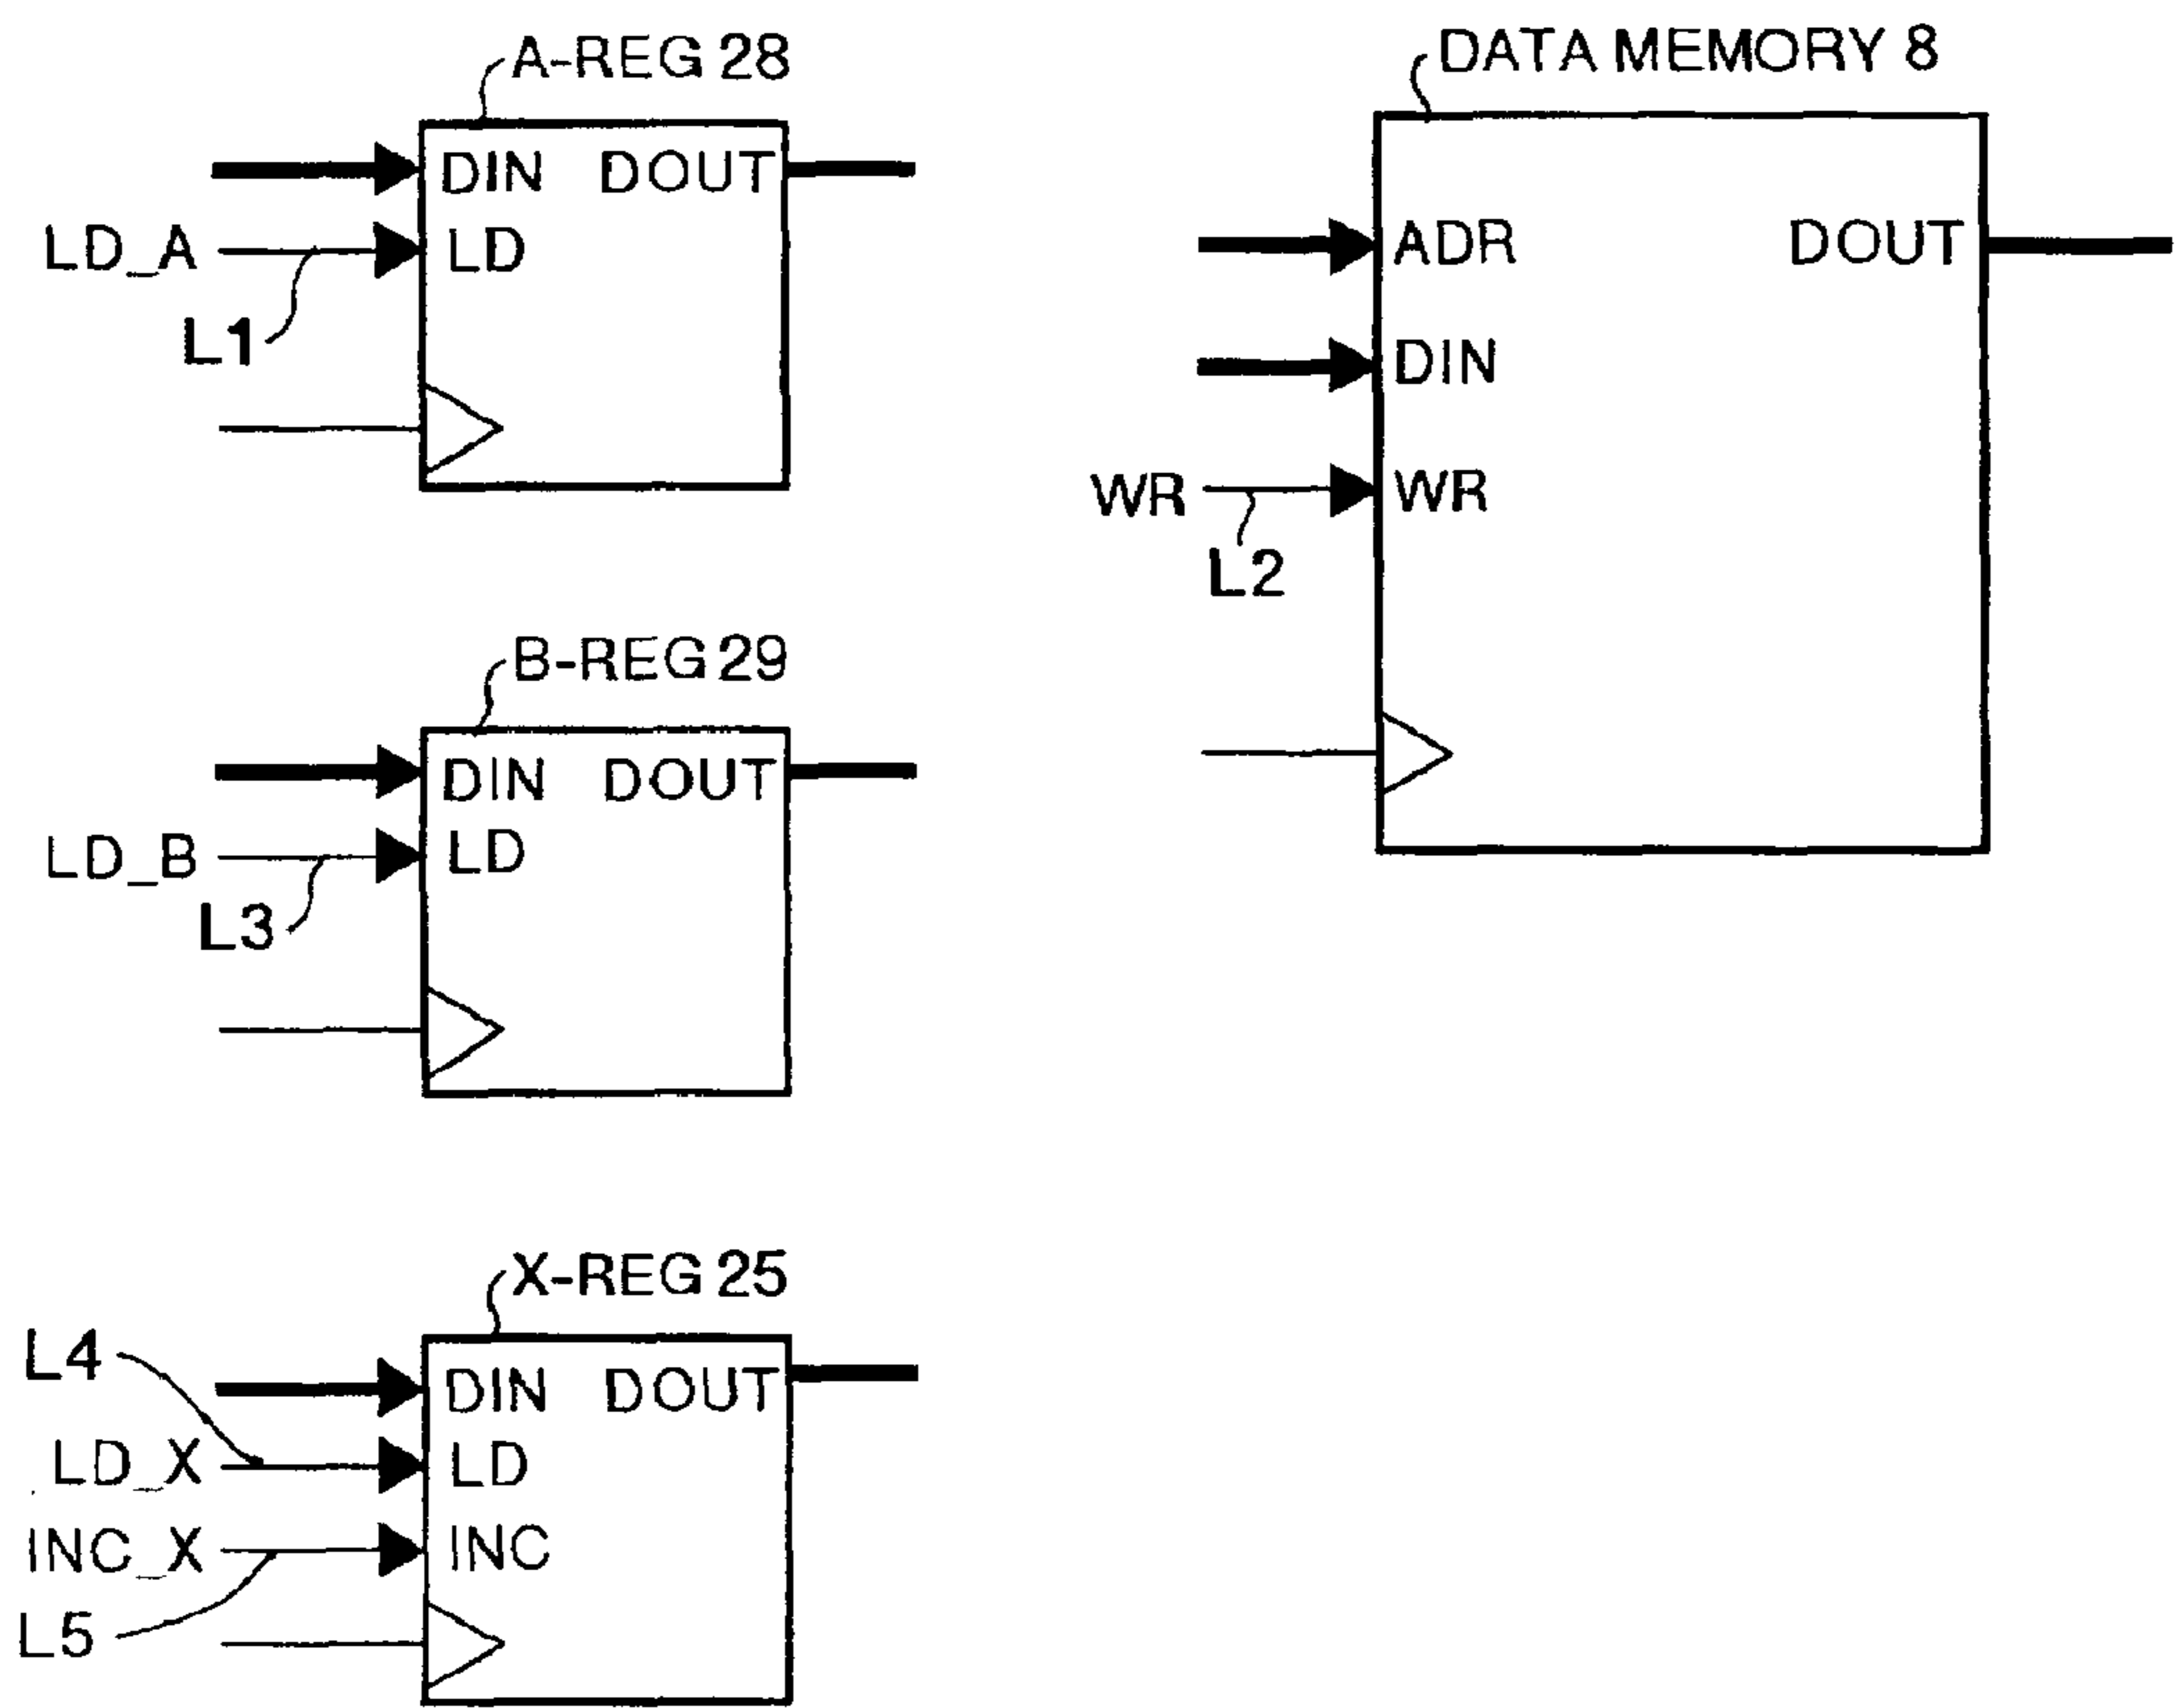 A-REG 28
DIN DOUT
LD_A
LD
L1
B-REG 29
DIN DOUT
LD_B
LD
L3
X-REG 25
L4
DIN DOUT
LD_X
LD
INC_X
INC
L5
DATA MEMORY 8
ADR
DOUT
DIN
WR
WR
L2